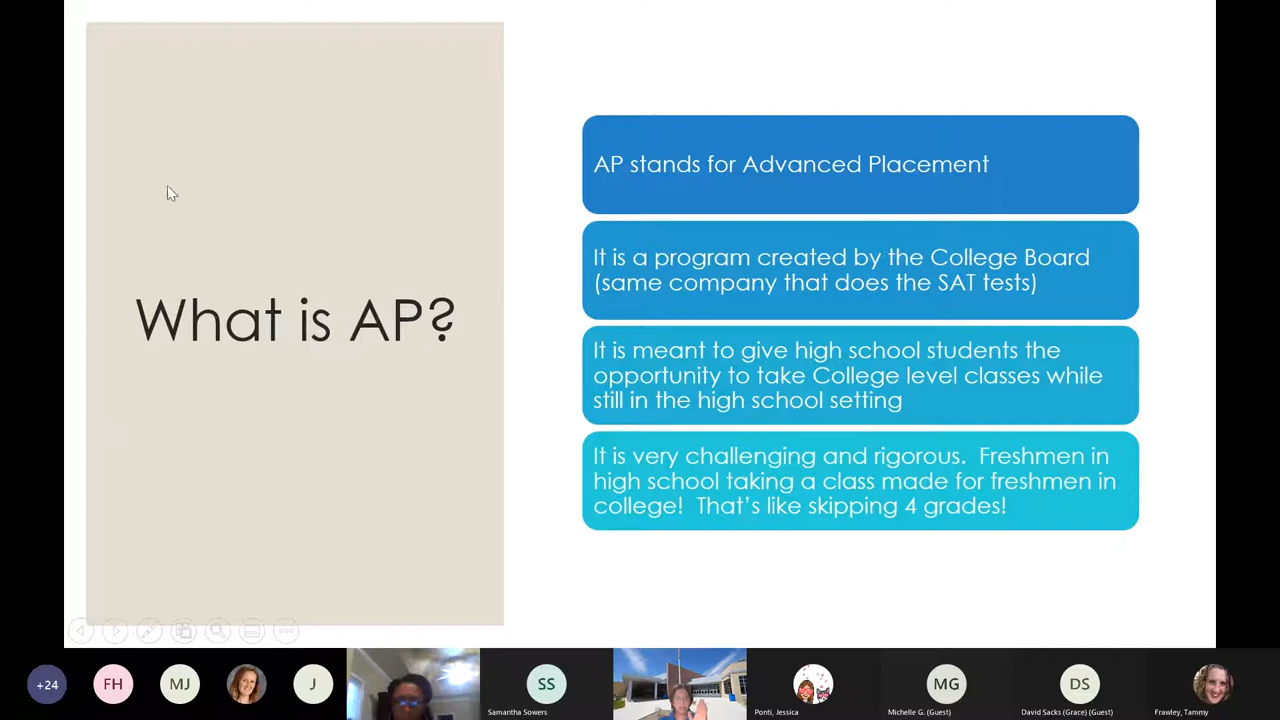 What is AP?
AP stands for Advanced Placement
It is a program created by the College Board
(same company that does the SAT tests)
It is meant to give high school students the
opportunity to take College level classes while
still in the high school setting
It is very challenging and rigorous.  Freshmen in
high school taking a class made for freshmen in
college!  That's like skipping 4 grades!
+24
FH
MJ
J
SS
Samantha Sowers
Ponti, Jessica
MG
Michelle G. (Guest)
DS
David Sacks (Grace) (Guest)
Frawley, Tammy